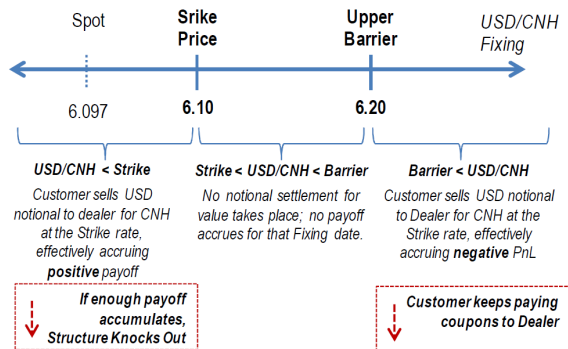 Spot
Srike
Price
Upper
Barrier
USD/CNH
Fixing
6.097
6.10
6.20
USD/CNH < Strike
Customer sells USD
notional to dealer for CNH
at the Strike rate,
effectively accruing
positive payoff
Strike < USD/CNH < Barrier
No notional settlement for
value takes place; no payoff
accrues for that Fixing date.
Barrier < USD/CNH
Customer sells USD notional
to Dealer for CNH at the
Strike rate, effectively
accruing negative PnL
If enough payoff
accumulates,
Structure Knocks Out
Customer keeps paying
coupons to Dealer